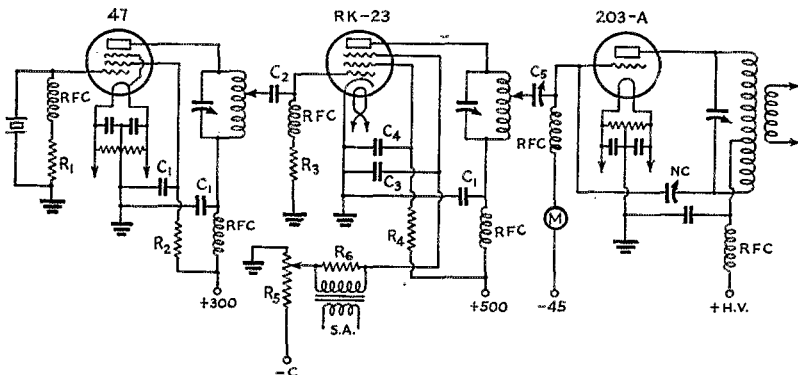 47
RK-23
203-A
RFC
R1
C1
C1
R2
RFC
+300
C2
RFC
R3
C4
C3
C1
R4
RFC
R5
R6
S.A.
-C
+500
C5
RFC
M
-45
NC
RFC
+H.V.